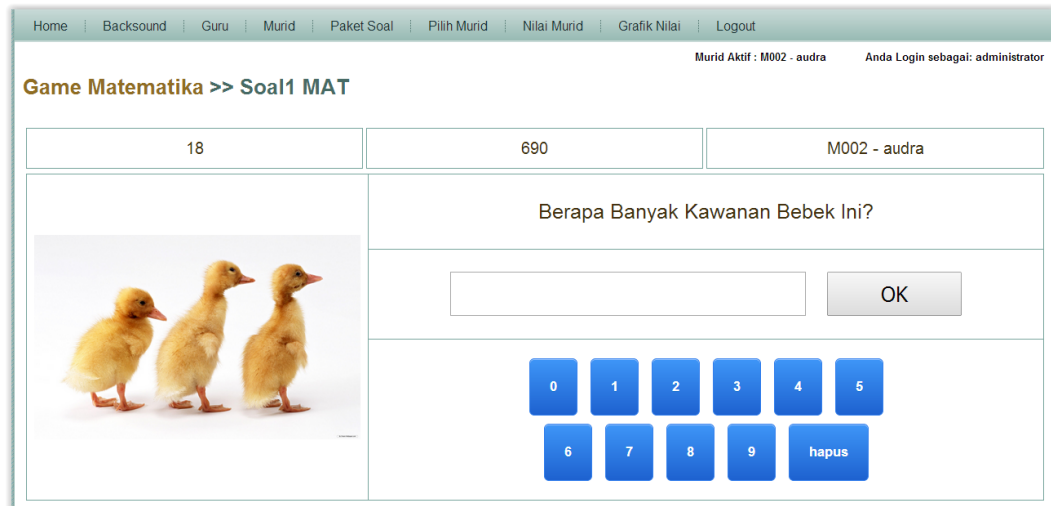 Home Backsound Guru Murid Paket Soal Pilih Murid Nilai Murid Grafik Nilai Logout
Murid Aktif : M002 - audra Anda Login sebagai: administrator
Game Matematika >> Soal1 MAT
18 690 M002 - audra
Berapa Banyak Kawanan Bebek Ini?
OK
0 1 2 3 4 5
6 7 8 9 hapus